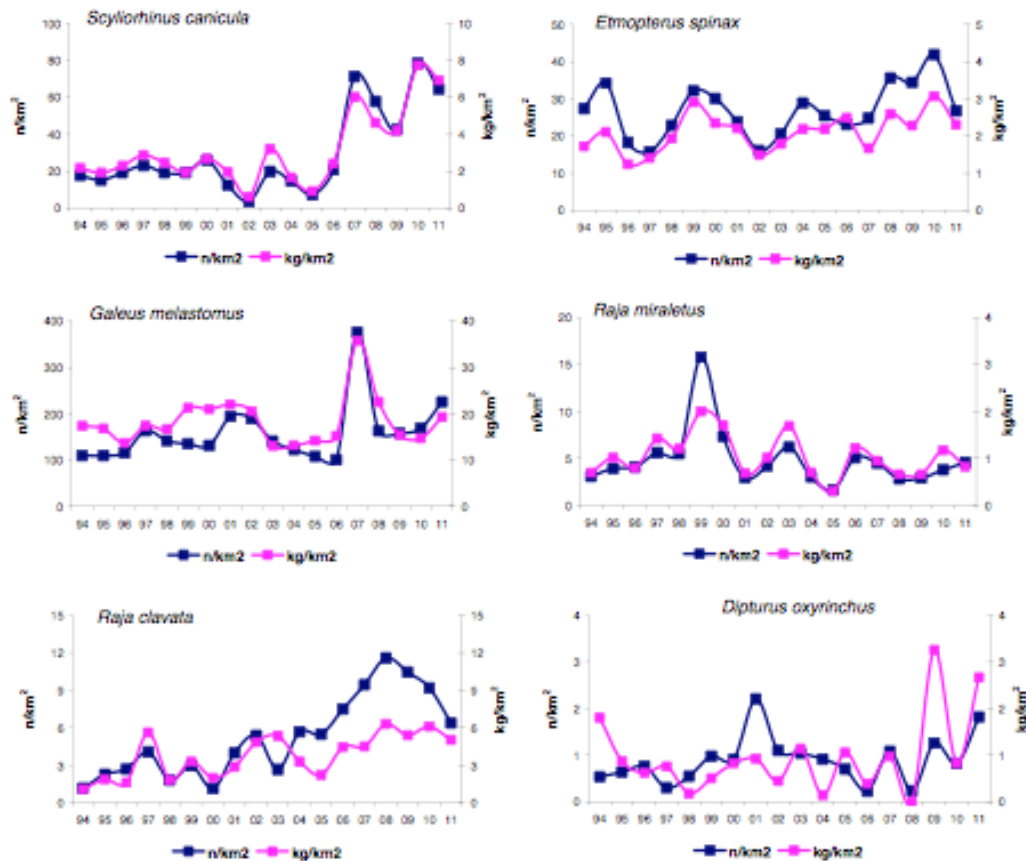 Scyliorhinus canicula
100
80
60
40
20
0
n/km²
10
8
6
4
2
0
kg/km²
94 95 96 97 98 99 00 01 02 03 04 05 06 07 08 09 10 11
n/km2 kg/km2
Etmopterus spinax
50
40
30
20
10
0
n/km²
5
4
3
2
1
0
kg/km²
94 95 96 97 98 99 00 01 02 03 04 05 06 07 08 09 10 11
n/km2 kg/km2
Galeus melastomus
400
300
200
100
0
n/km²
40
30
20
10
0
kg/km²
94 95 96 97 98 99 00 01 02 03 04 05 06 07 08 09 10 11
n/km2 kg/km2
Raja miraletus
20
15
10
5
0
n/km²
4
3
2
1
0
kg/km²
94 95 96 97 98 99 00 01 02 03 04 05 06 07 08 09 10 11
n/km2 kg/km2
Raja clavata
15
12
9
6
3
0
n/km²
15
12
9
6
3
0
kg/km²
94 95 96 97 98 99 00 01 02 03 04 05 06 07 08 09 10 11
n/km2 kg/km2
Dipturus oxyrinchus
4
3
2
1
0
n/km²
4
3
2
1
0
kg/km²
94 95 96 97 98 99 00 01 02 03 04 05 06 07 08 09 10 11
n/km2 kg/km2